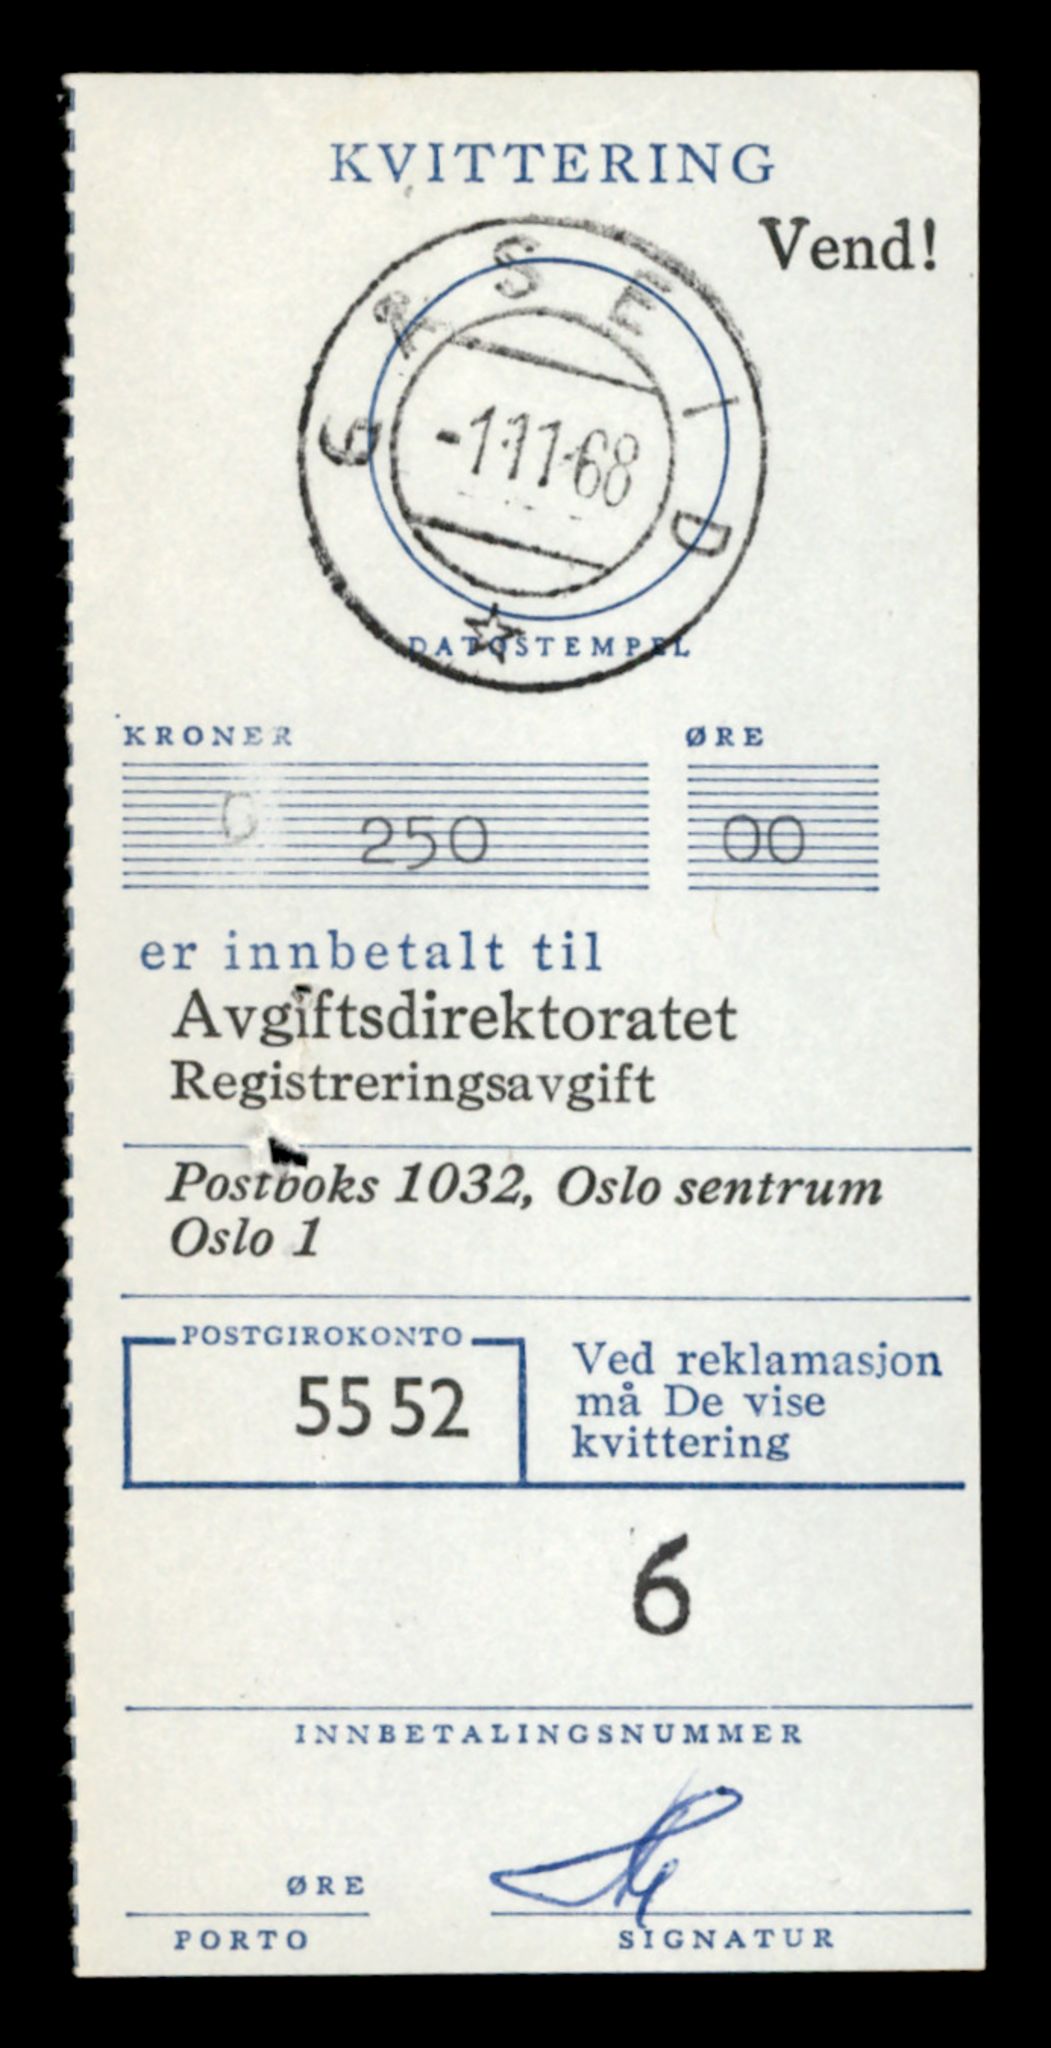 KVITTERING
Vend!
ØKSEID
-1.11.68
DATOSTEMPEL
KRONER ØRE
250 00
er innbetalt til
Avgiftsdirektoratet
Registreringsavgift
Postboks 1032, Oslo sentrum
Oslo 1
POSTGIROKONTO
55 52
Ved reklamasjon
må De vise
kvittering
6
INNBETALINGSNUMMER
ØRE
PORTO
SIGNATUR